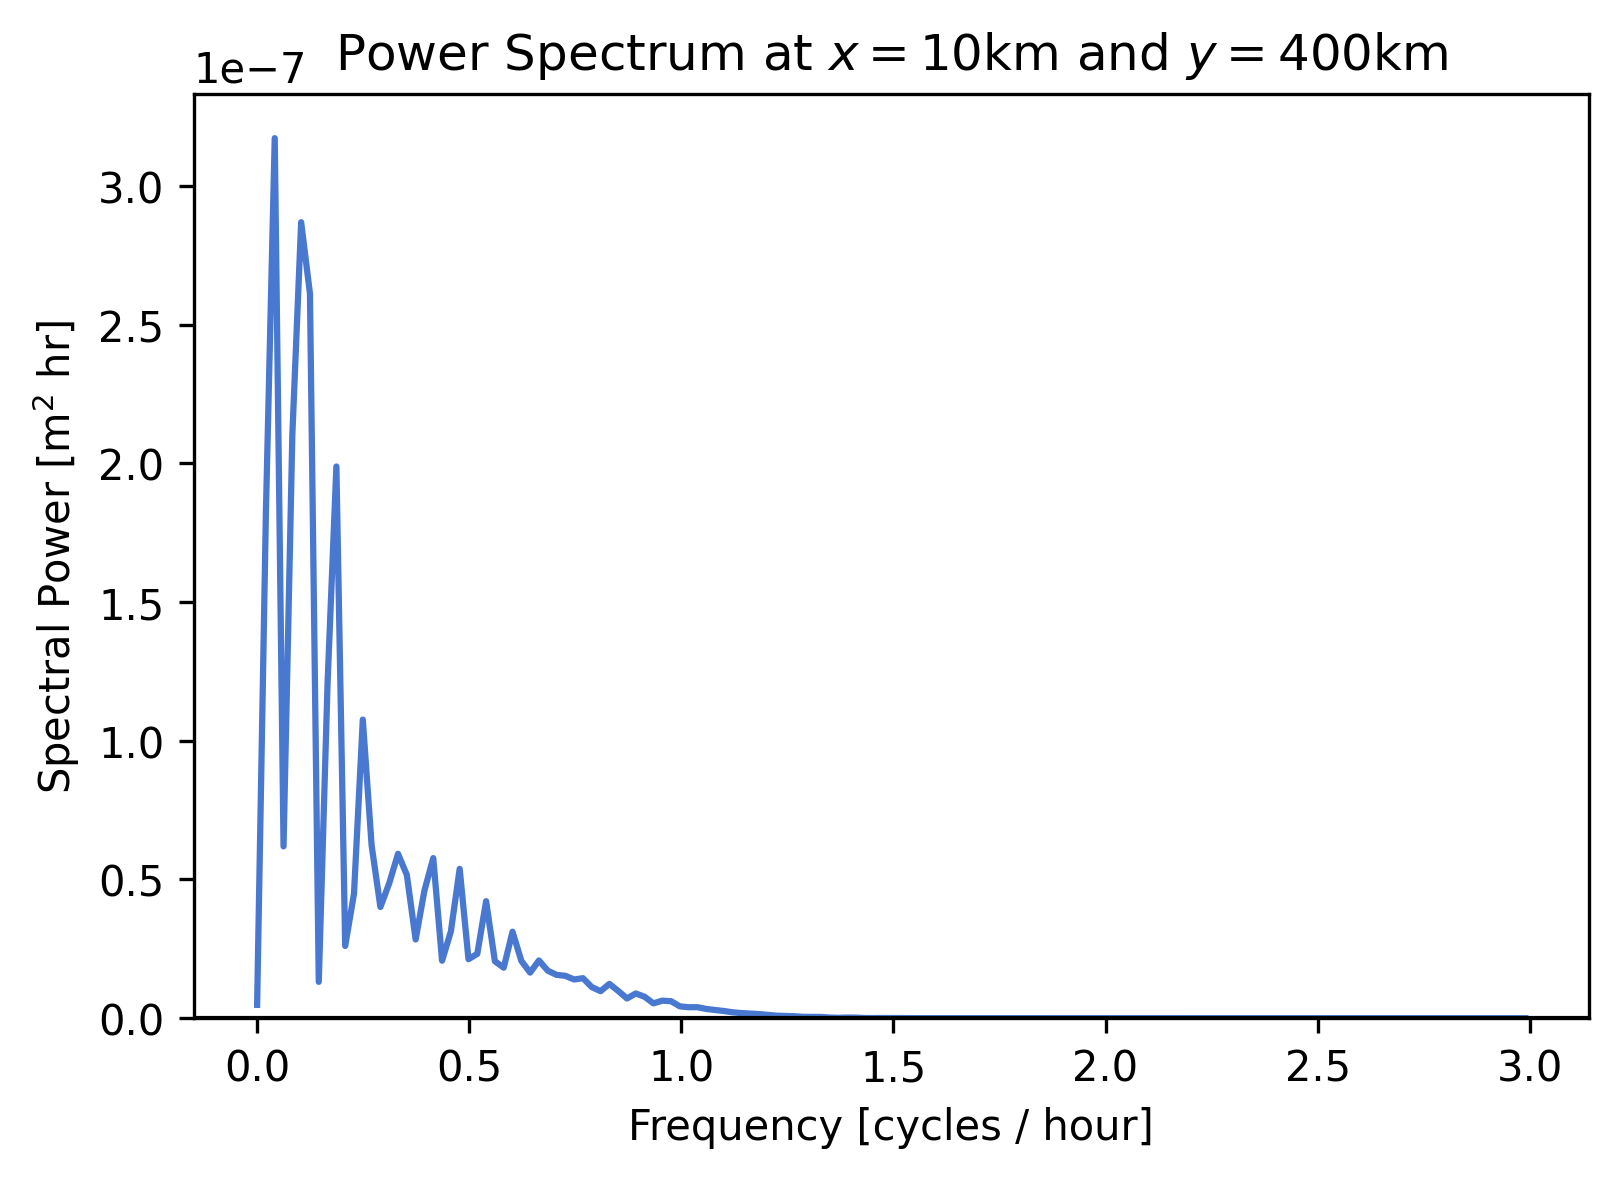 1e−7
Power Spectrum at x = 10km and y = 400km
Spectral Power [m² hr]
3.0
2.5
2.0
1.5
1.0
0.5
0.0
0.0 0.5 1.0 1.5 2.0 2.5 3.0
Frequency [cycles / hour]